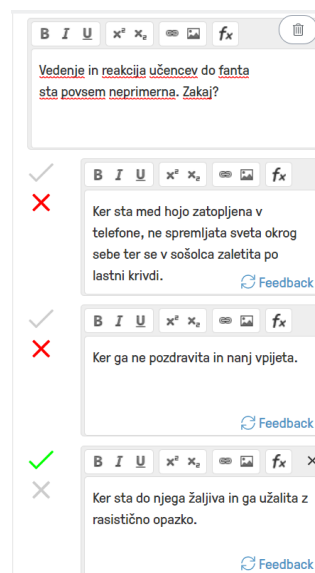 B I U x² x₂ fx
Vedenje in reakcija učencev do fanta
sta povsem neprimerna. Zakaj?
B I U x² x₂ fx
Ker sta med hojo zatopljena v
telefone, ne spremljata sveta okrog
sebe ter se v sošolca zaletita po
lastni krivdi.
Feedback
B I U x² x₂ fx
Ker ga ne pozdravita in nanj vpijeta.
Feedback
B I U x² x₂ fx
Ker sta do njega žaljiva in ga užalita z
rasistično opazko.
Feedback